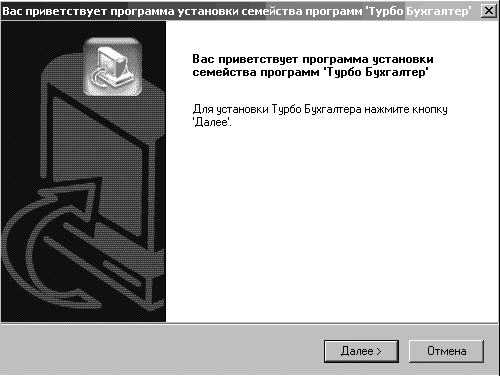 Вас приветствует программа установки семейства программ 'Турбо Бухгалтер'
Вас приветствует программа установки
семейства программ 'Турбо Бухгалтер'
Для установки Турбо Бухгалтера нажмите кнопку
'Далее'.
Далее >
Отмена